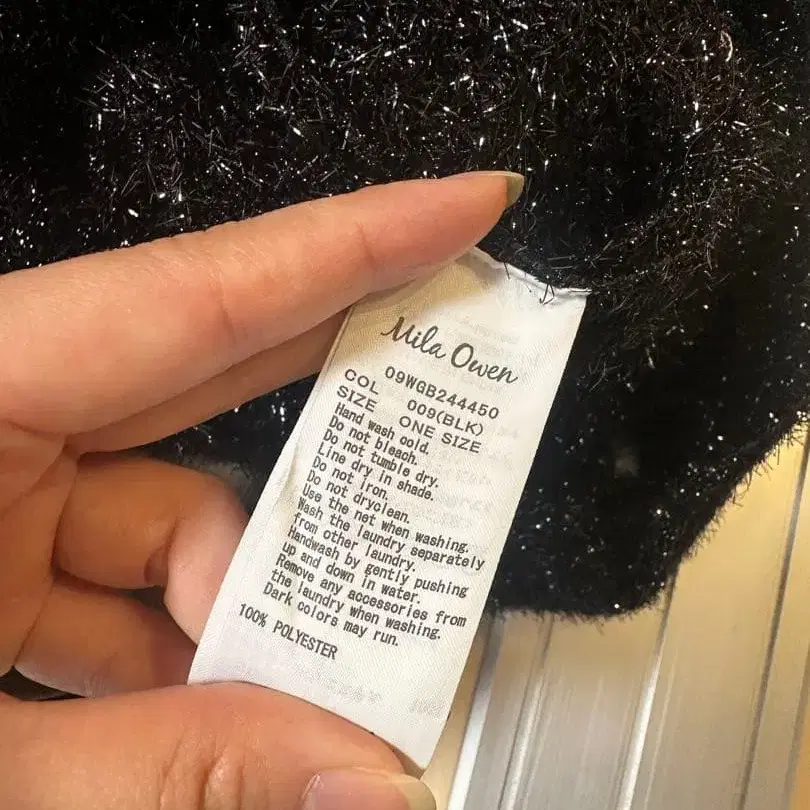 Mila Owen
09WGB244450
COL 009(BLK)
SIZE ONE SIZE
Hand wash cold.
Do not bleach.
Do not tumble dry.
Line dry in shade.
Do not iron.
Do not dryclean.
Use the net when washing.
Wash the laundry separately
from other laundry.
Handwash by gently pushing
up and down in water.
Remove any accessories from
the laundry when washing.
Dark colors may run.
100% POLYESTER